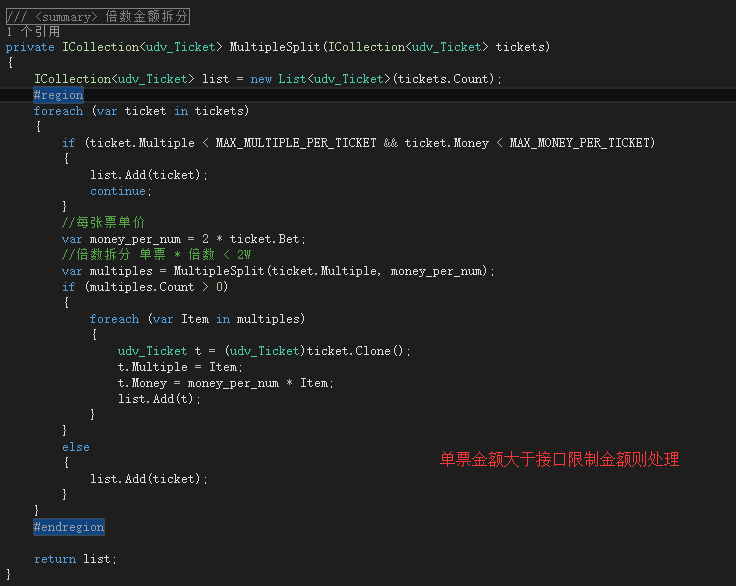 /// <summary> 倍数金额拆分
1 个引用
private ICollection<udv_Ticket> MultipleSplit(ICollection<udv_Ticket> tickets)
{
    ICollection<udv_Ticket> list = new List<udv_Ticket>(tickets.Count);
    #region
    foreach (var ticket in tickets)
    {
        if (ticket.Multiple < MAX_MULTIPLE_PER_TICKET && ticket.Money < MAX_MONEY_PER_TICKET)
        {
            list.Add(ticket);
            continue;
        }
        //每张票单价
        var money_per_num = 2 * ticket.Bet;
        //倍数拆分 单票 * 倍数 < 2W
        var multiples = MultipleSplit(ticket.Multiple, money_per_num);
        if (multiples.Count > 0)
        {
            foreach (var Item in multiples)
            {
                udv_Ticket t = (udv_Ticket)ticket.Clone();
                t.Multiple = Item;
                t.Money = money_per_num * Item;
                list.Add(t);
            }
        }
        else
        {
            list.Add(ticket);
        }
    }
    #endregion
    return list;
}
单票金额大于接口限制金额则处理